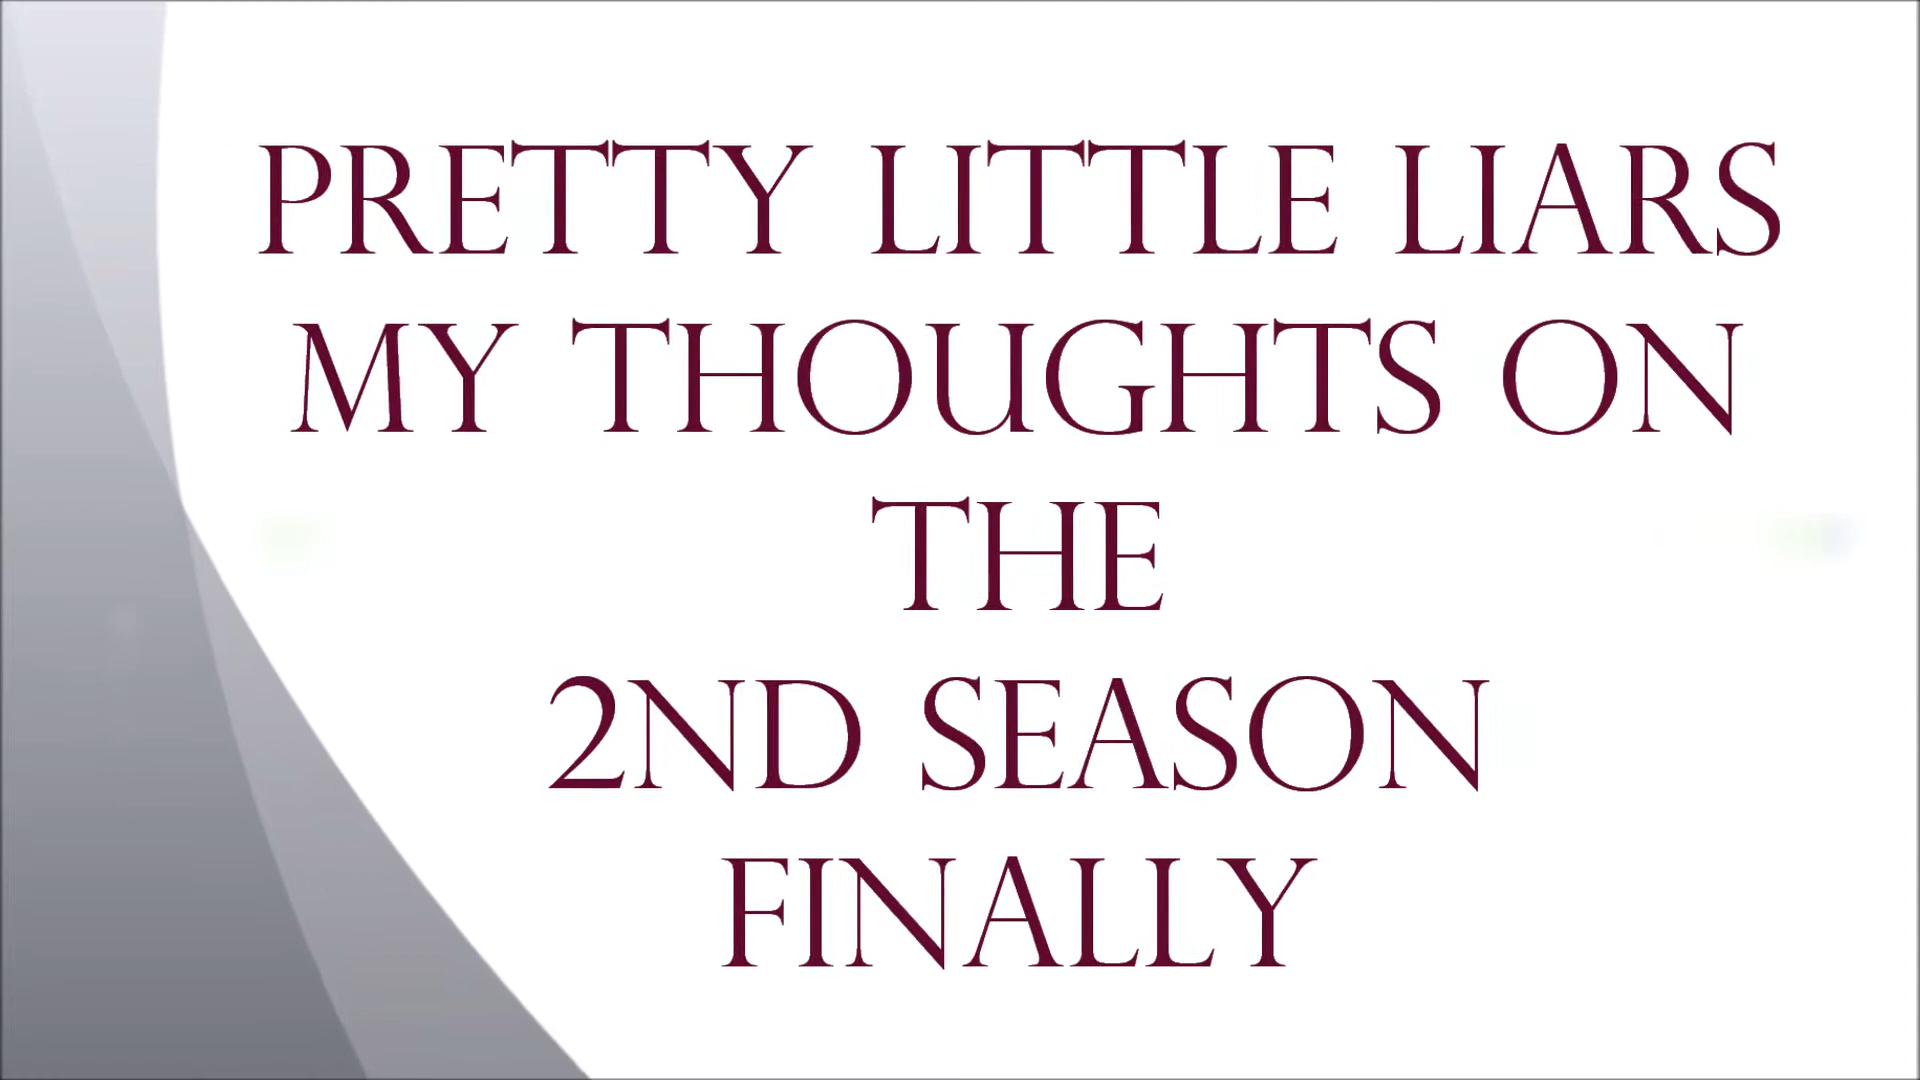 PRETTY LITTLE LIARS
MY THOUGHTS ON
THE
2ND SEASON
FINALLY